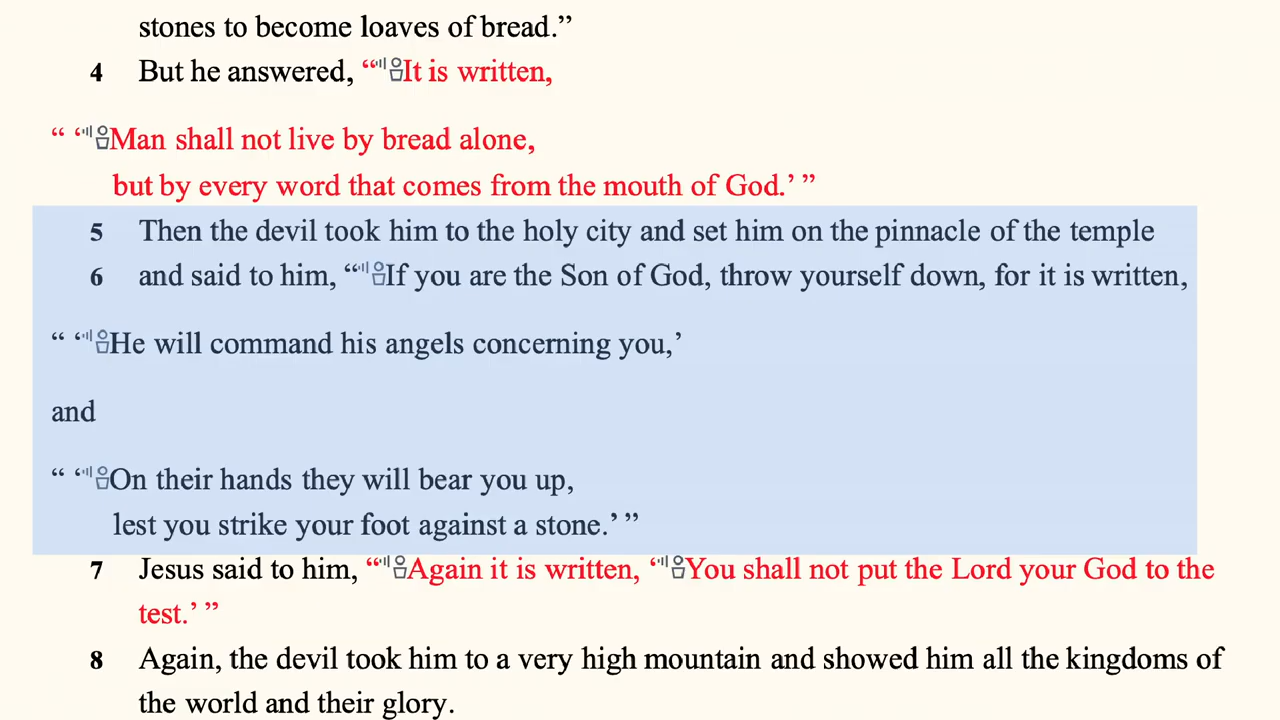 stones to become loaves of bread.”
4 But he answered, “It is written,
“ ‘Man shall not live by bread alone,
but by every word that comes from the mouth of God.’ ”
5 Then the devil took him to the holy city and set him on the pinnacle of the temple
6 and said to him, “If you are the Son of God, throw yourself down, for it is written,
“ ‘He will command his angels concerning you,’
and
“ ‘On their hands they will bear you up,
lest you strike your foot against a stone.’ ”
7 Jesus said to him, “Again it is written, ‘You shall not put the Lord your God to the
test.’ ”
8 Again, the devil took him to a very high mountain and showed him all the kingdoms of
the world and their glory.